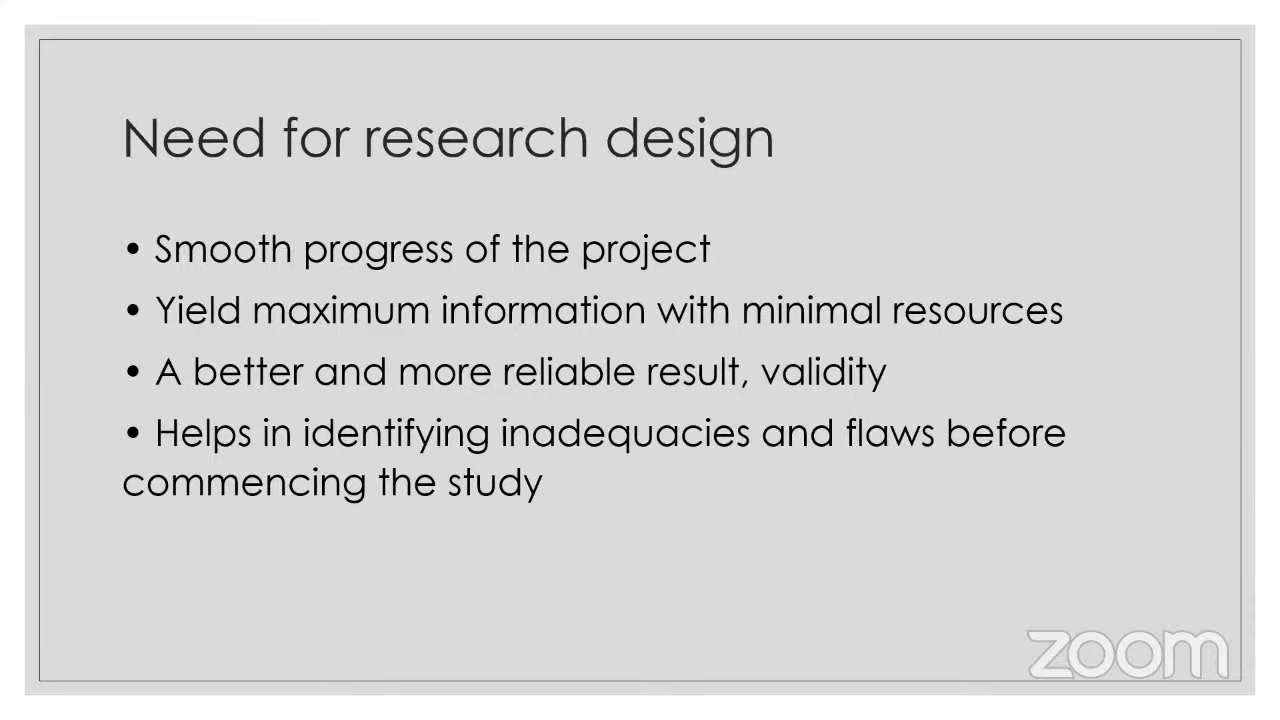 Need for research design
• Smooth progress of the project
• Yield maximum information with minimal resources
• A better and more reliable result, validity
• Helps in identifying inadequacies and flaws before
commencing the study
zoom